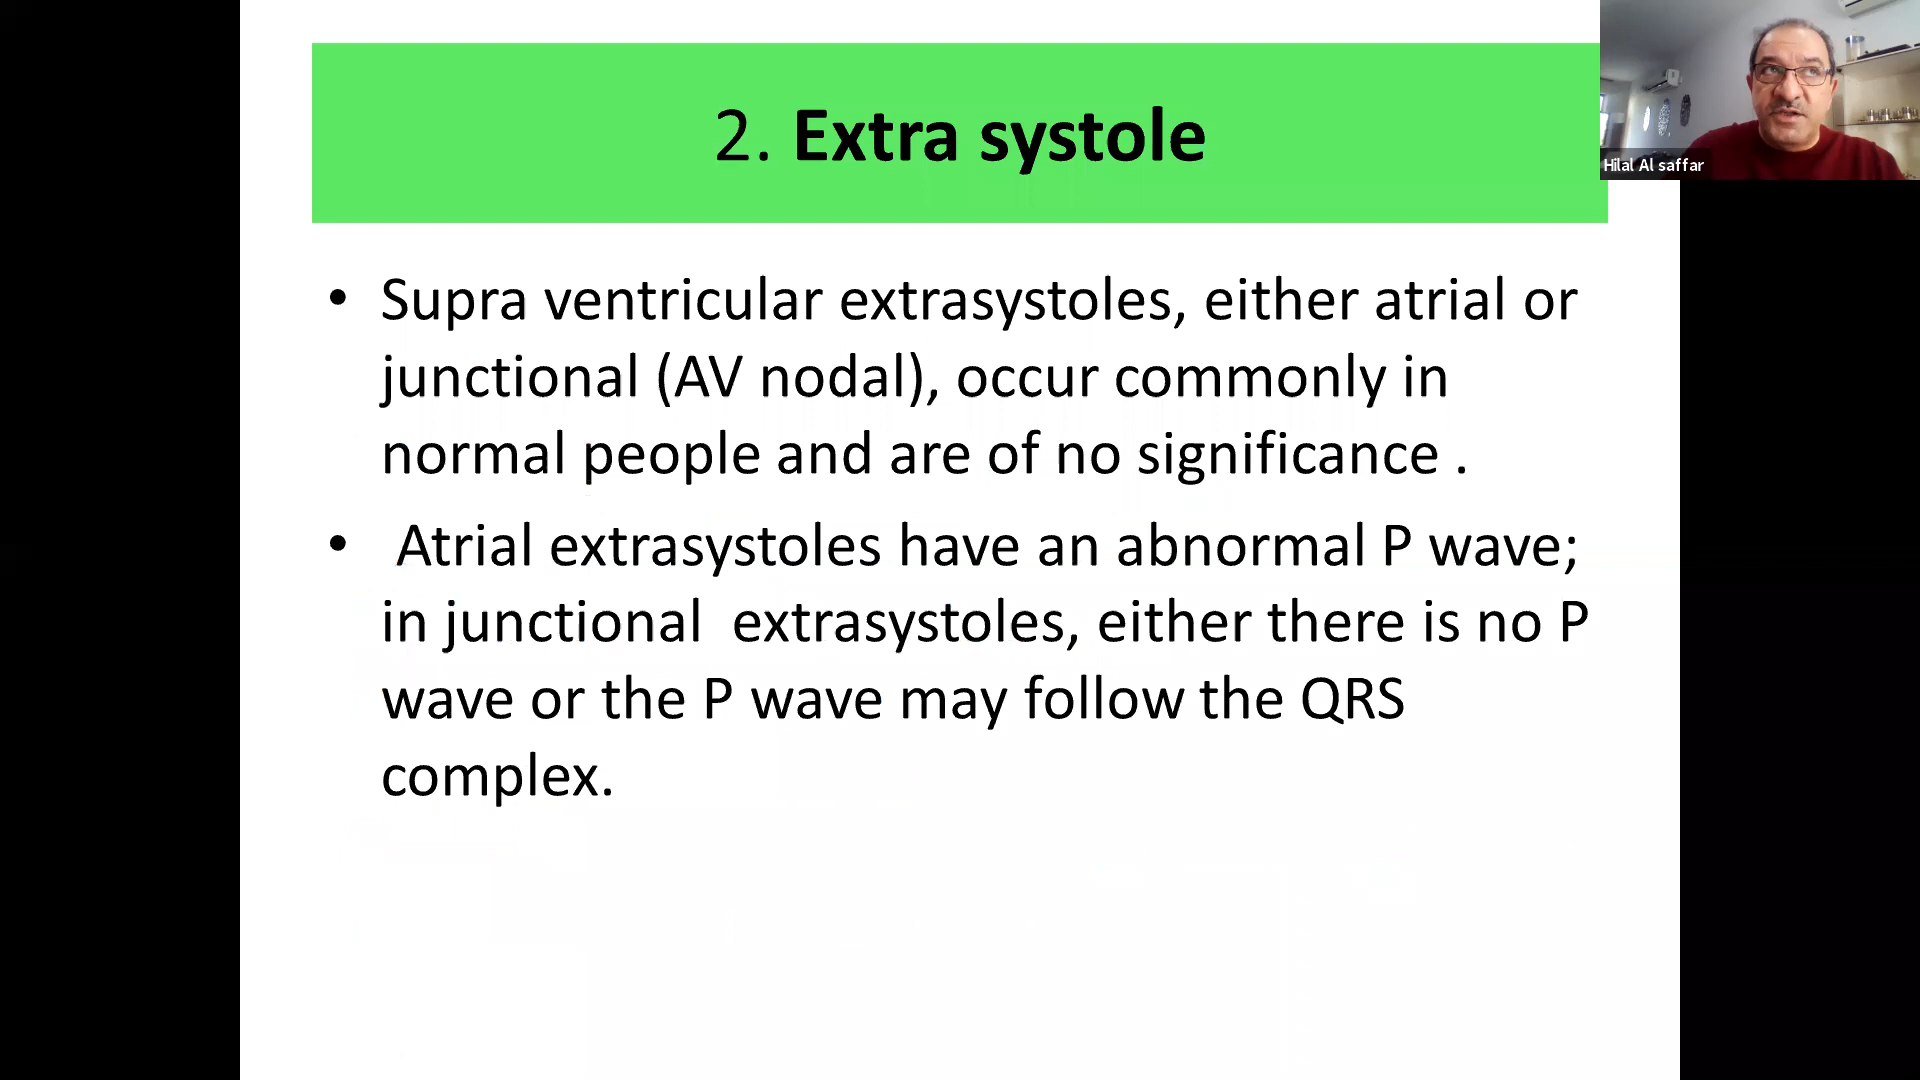 2. Extra systole
Hilal Al saffar
• Supra ventricular extrasystoles, either atrial or
junctional (AV nodal), occur commonly in
normal people and are of no significance .
• Atrial extrasystoles have an abnormal P wave;
in junctional extrasystoles, either there is no P
wave or the P wave may follow the QRS
complex.